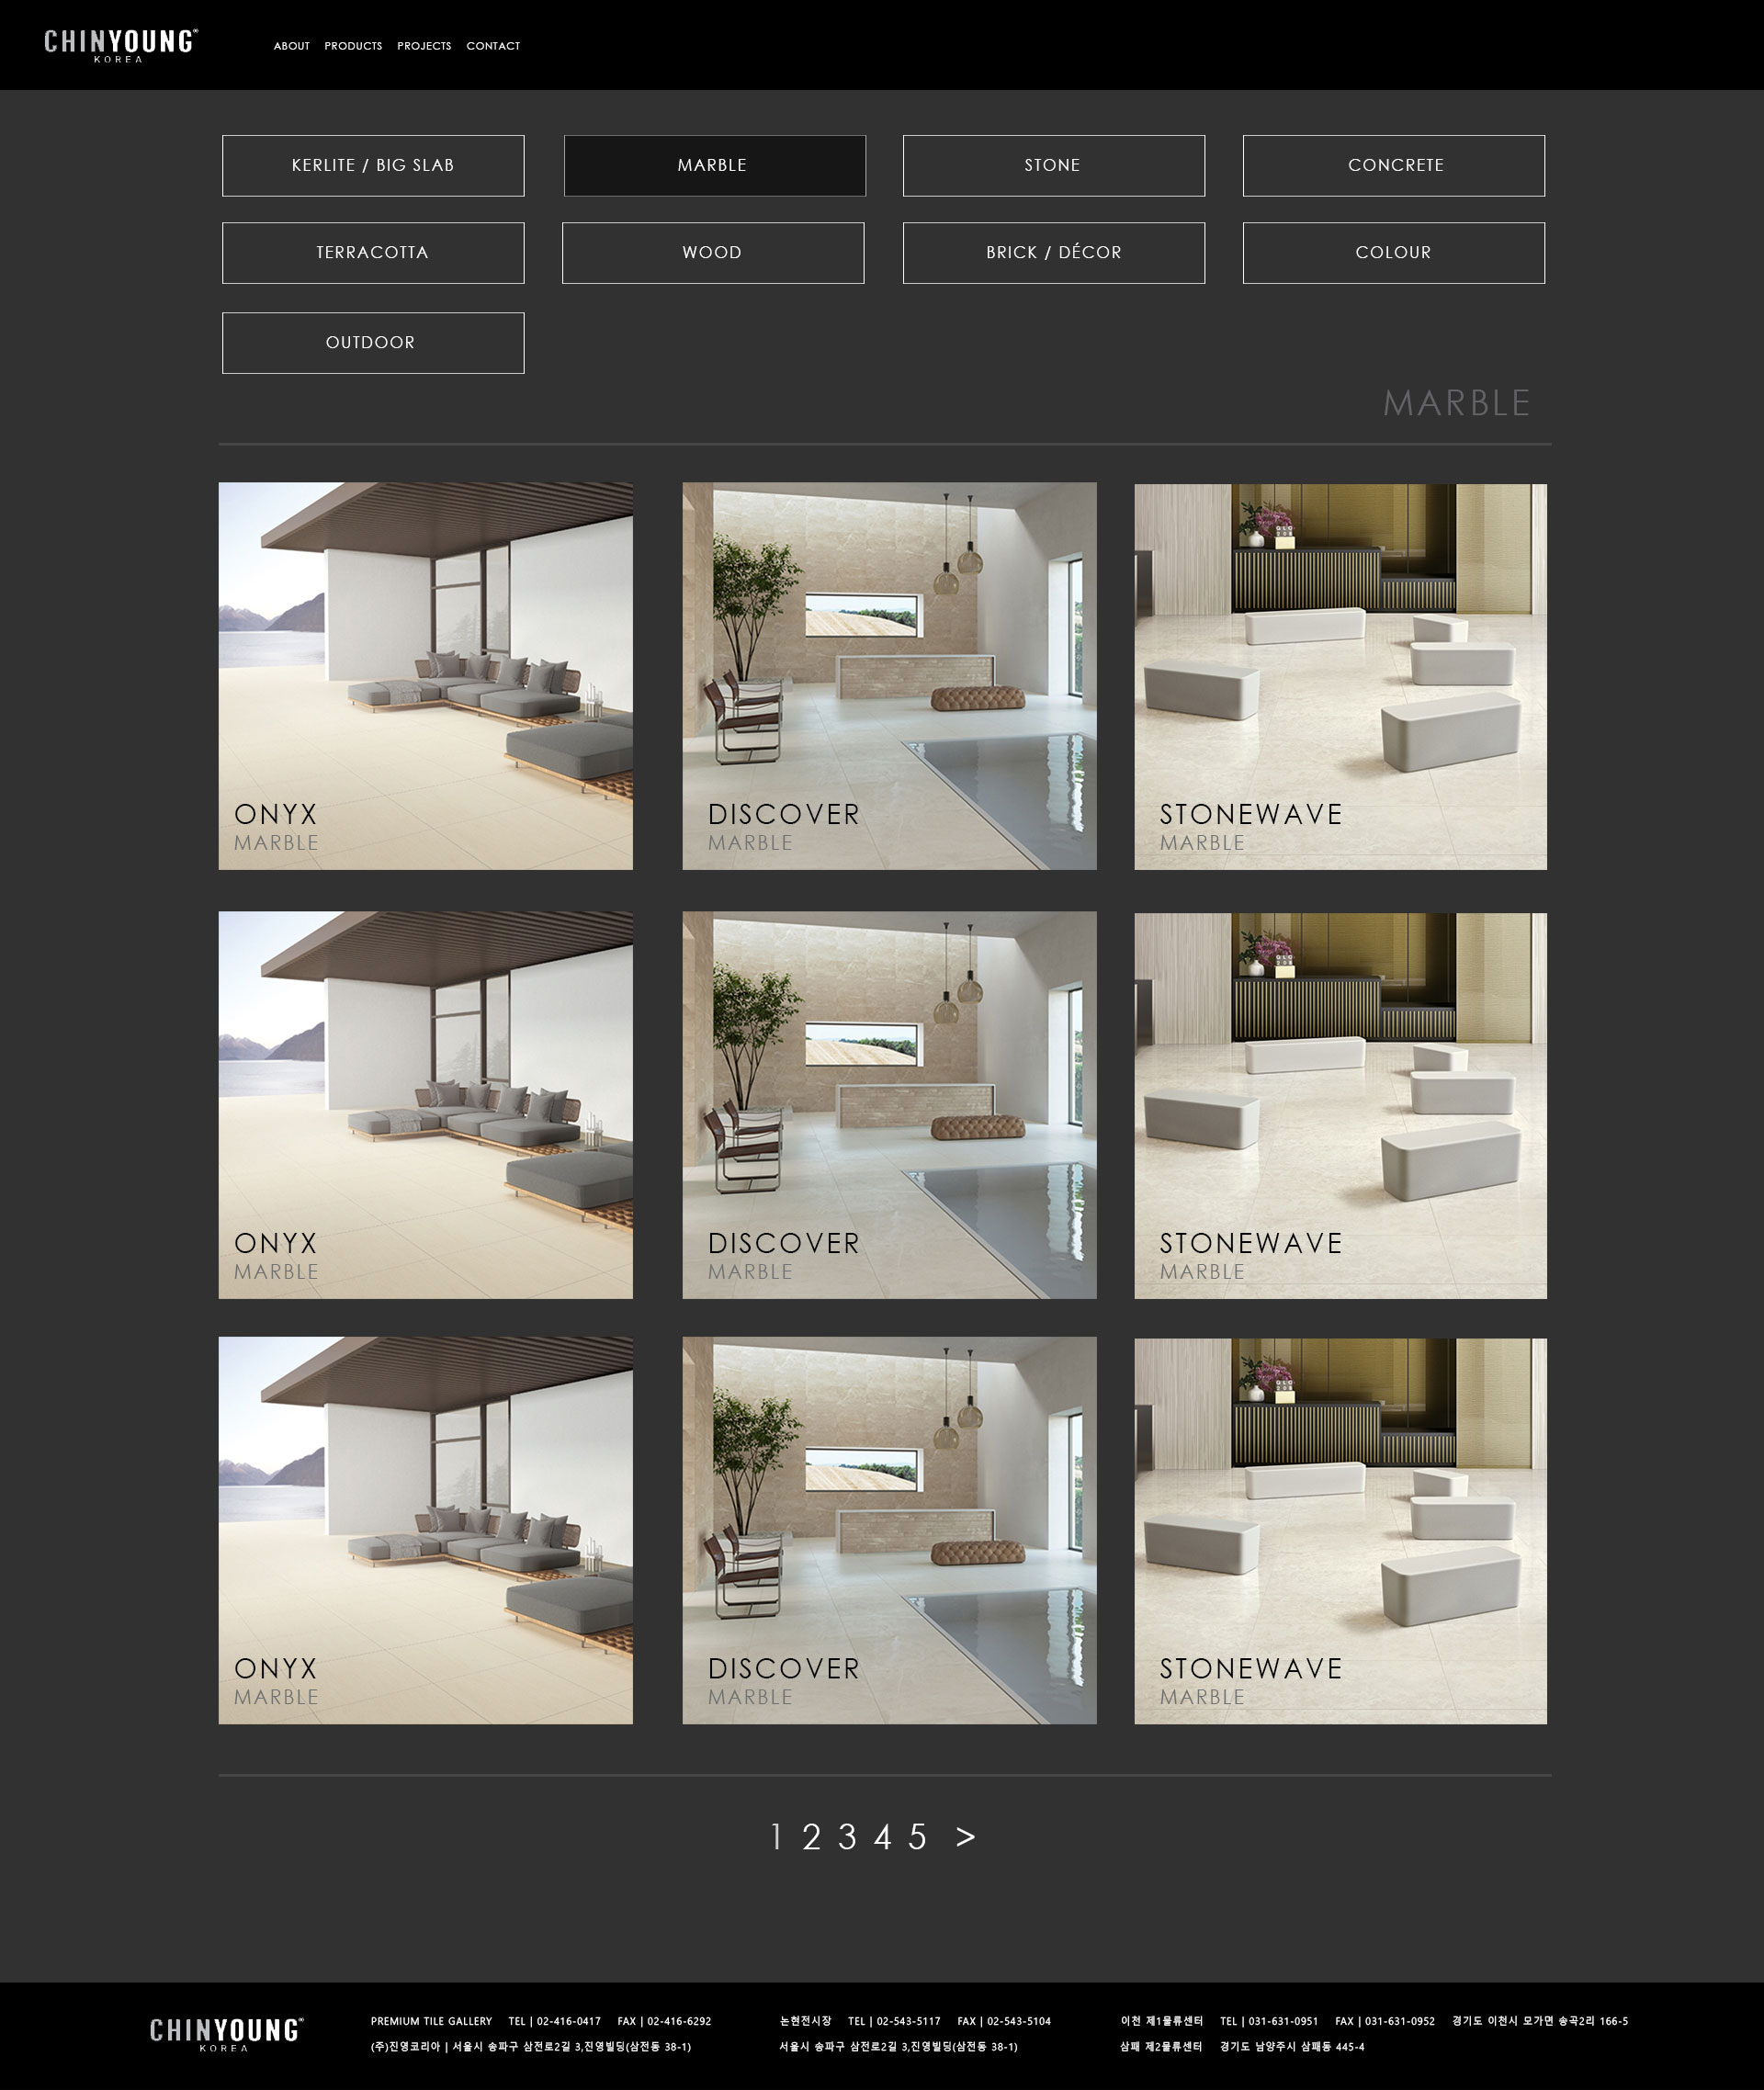 CHINYOUNG®
KOREA
ABOUT PRODUCTS PROJECTS CONTACT
KERLITE / BIG SLAB
MARBLE
STONE
CONCRETE
TERRACOTTA
WOOD
BRICK / DÉCOR
COLOUR
OUTDOOR
MARBLE
ONYX
MARBLE
DISCOVER
MARBLE
STONEWAVE
MARBLE
ONYX
MARBLE
DISCOVER
MARBLE
STONEWAVE
MARBLE
ONYX
MARBLE
DISCOVER
MARBLE
STONEWAVE
MARBLE
1 2 3 4 5 >
CHINYOUNG®
KOREA
PREMIUM TILE GALLERY TEL | 02-416-0417 FAX | 02-416-6292
(주)진영코리아 | 서울시 송파구 삼전로2길 3,진영빌딩(삼전동 38-1)
논현전시장 TEL | 02-543-5117 FAX | 02-543-5104
서울시 송파구 삼전로2길 3,진영빌딩(삼전동 38-1)
이천 제1물류센터 TEL | 031-631-0951 FAX | 031-631-0952 경기도 이천시 모가면 송곡2리 166-5
삼패 제2물류센터 경기도 남양주시 삼패동 445-4